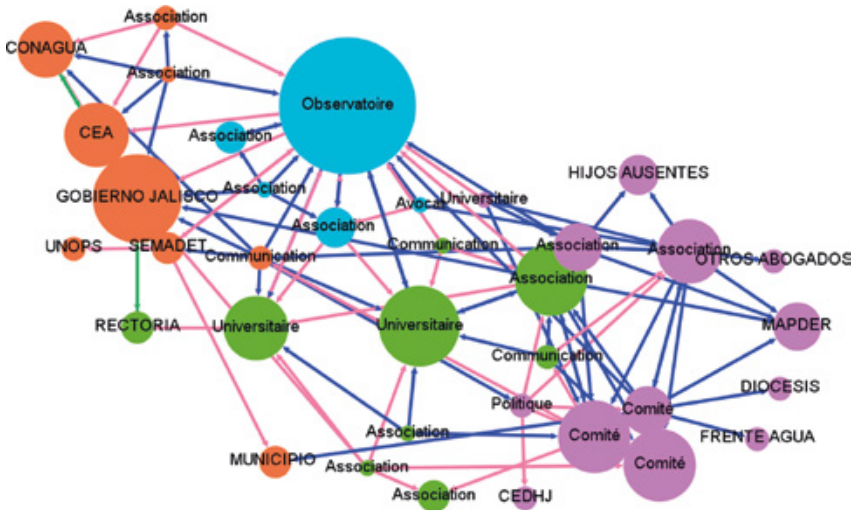 Association
CONAGUA
Association
Observatoire
CEA
Association
HIJOS AUSENTES
Association
GOBIERNO JALISCO
Avocat
Universitaire
Association
UNOPS
SEMADET
Communication
Communication
Association
Association
OTROS ABOGADOS
Association
RECTORIA
Universitaire
Universitaire
MAPDER
Communication
DIOCESIS
Politique
Comité
Association
Comité
FRENTE AGUA
MUNICIPIO
Association
Comité
Association
CEDHJ